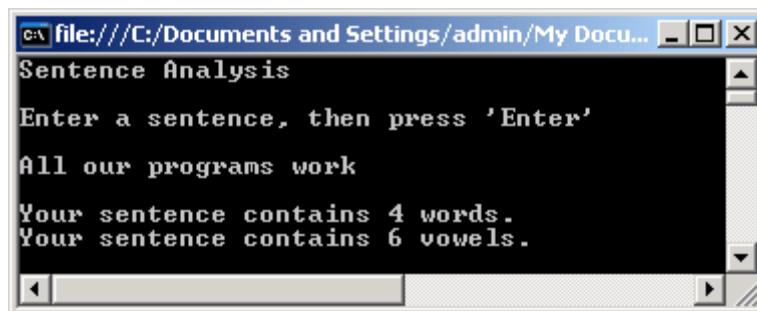 file:///C:/Documents and Settings/admin/My Docu...
Sentence Analysis
Enter a sentence, then press 'Enter'
All our programs work
Your sentence contains 4 words.
Your sentence contains 6 vowels.